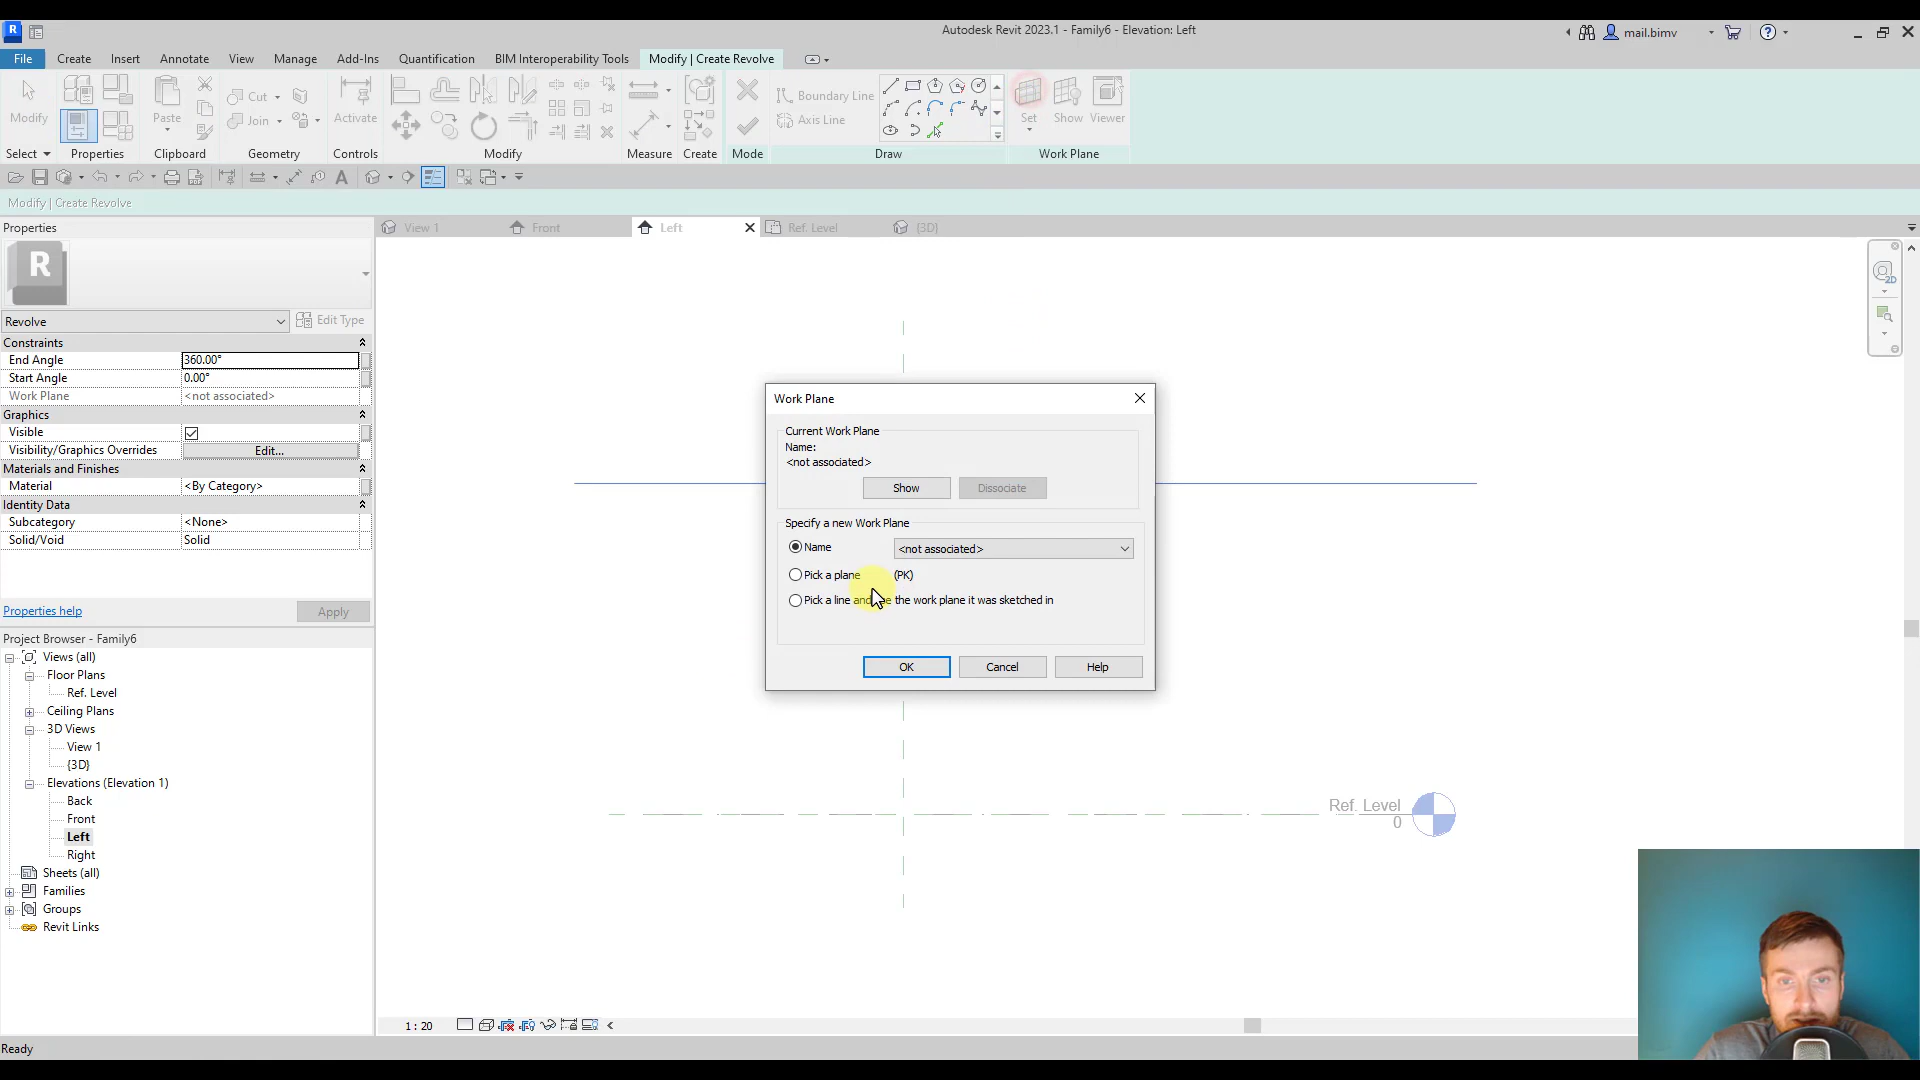 Autodesk Revit 2023.1 - Family6 - Elevation: Left
mail.bimv
File Create Insert Annotate View Manage Add-Ins Quantification BIM Interoperability Tools Modify | Create Revolve
Modify
Paste
Cut
Join
Activate
Boundary Line
Axis Line
Set
Show
Viewer
Select Properties Clipboard Geometry Controls Modify Measure Create Mode Draw Work Plane
Modify | Create Revolve
Properties
View 1
Front
Left
Ref. Level
{3D}
R
Revolve
Edit Type
Constraints
End Angle 360.00°
Start Angle 0.00°
Work Plane <not associated>
Graphics
Visible
Visibility/Graphics Overrides Edit...
Materials and Finishes
Material <By Category>
Identity Data
Subcategory <None>
Solid/Void Solid
Properties help
Apply
Project Browser - Family6
Views (all)
Floor Plans
Ref. Level
Ceiling Plans
3D Views
View 1
{3D}
Elevations (Elevation 1)
Back
Front
Left
Right
Sheets (all)
Families
Groups
Revit Links
Work Plane
Current Work Plane
Name:
<not associated>
Show
Dissociate
Specify a new Work Plane
Name <not associated>
Pick a plane (PK)
Pick a line and the work plane it was sketched in
OK
Cancel
Help
Ref. Level
0
2D
1 : 20
Ready